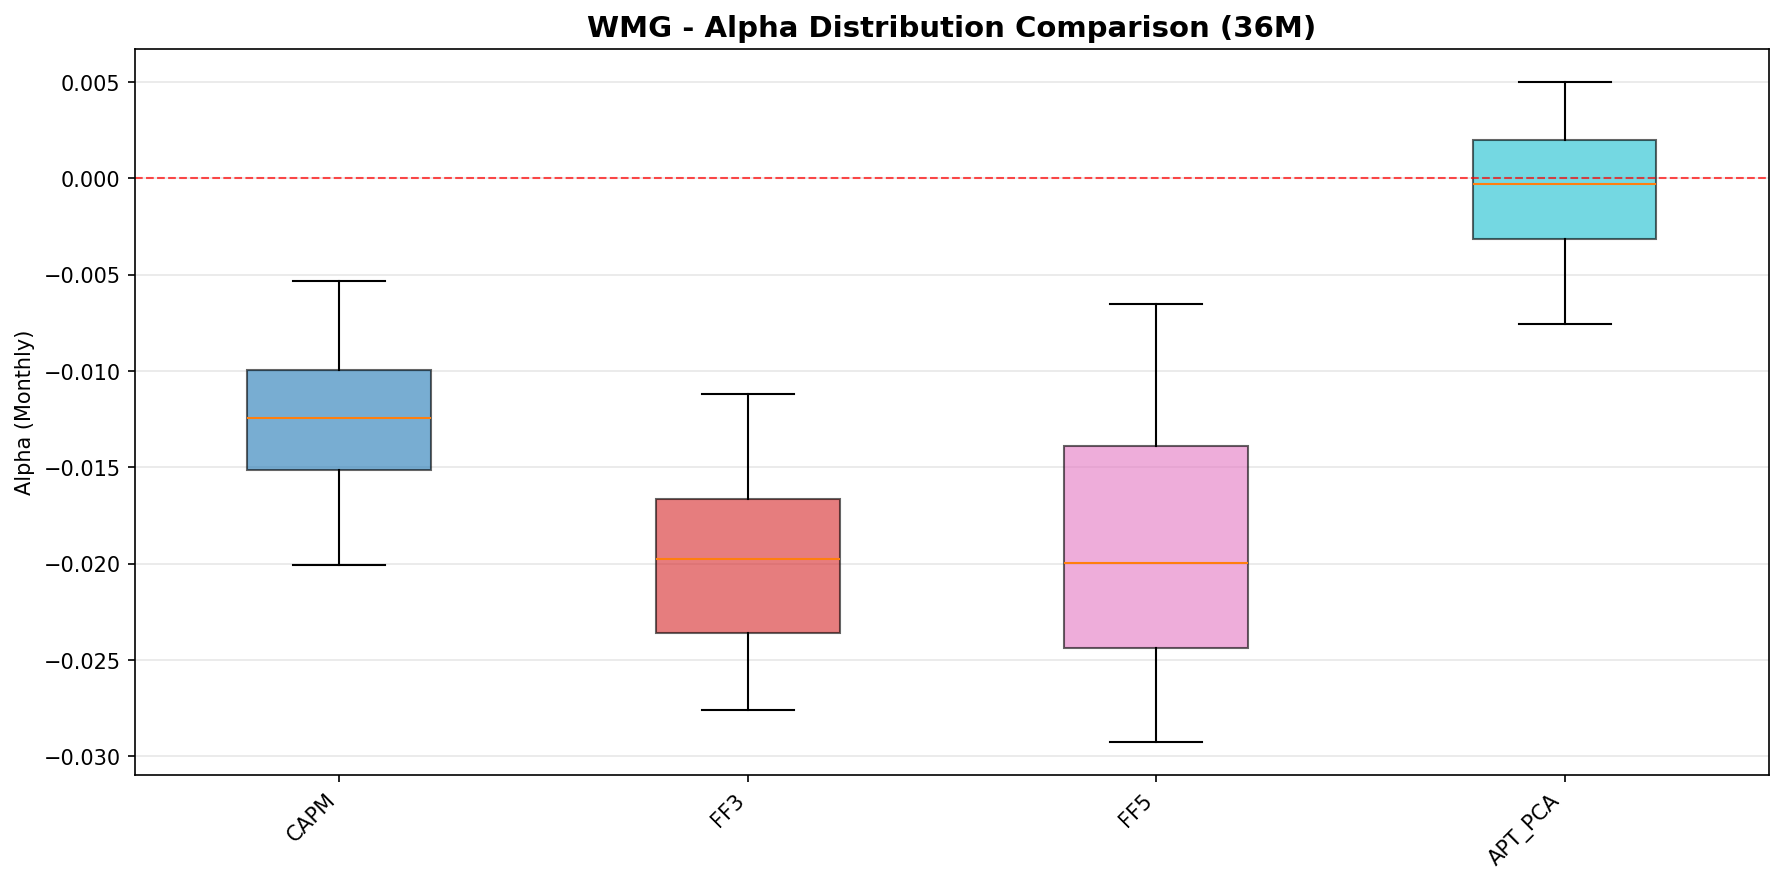 WMG - Alpha Distribution Comparison (36M)
Alpha (Monthly)
0.005
0.000
−0.005
−0.010
−0.015
−0.020
−0.025
−0.030
CAPM
FF3
FF5
APT_PCA